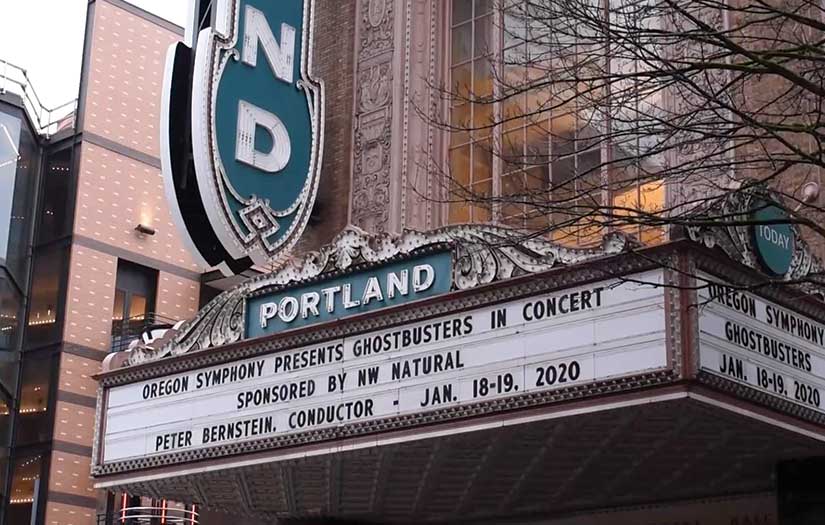 N
D
PORTLAND
OREGON SYMPHONY PRESENTS GHOSTBUSTERS IN CONCERT
SPONSORED BY NW NATURAL
PETER BERNSTEIN, CONDUCTOR - JAN. 18-19, 2020
TODAY
OREGON SYMPHONY
GHOSTBUSTERS
JAN. 18-19, 2020